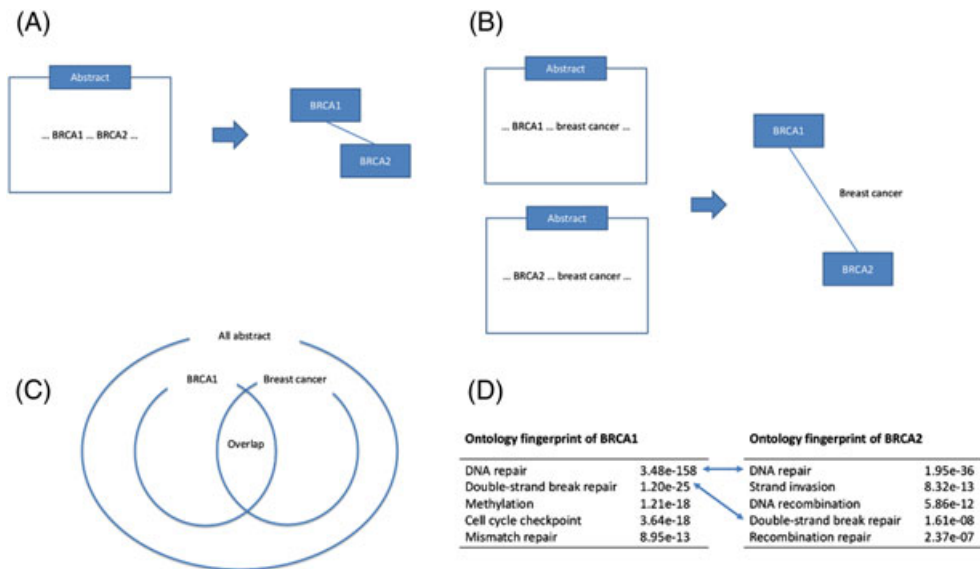 (A)
Abstract
... BRCA1 ... BRCA2 ...
BRCA1
BRCA2
(B)
Abstract
... BRCA1 ... breast cancer ...
Abstract
... BRCA2 ... breast cancer ...
BRCA1
Breast cancer
BRCA2
(C)
All abstract
BRCA1
Breast cancer
Overlap
(D)
Ontology fingerprint of BRCA1
DNA repair 3.48e-158
Double-strand break repair 1.20e-25
Methylation 1.21e-18
Cell cycle checkpoint 3.64e-18
Mismatch repair 8.95e-13
Ontology fingerprint of BRCA2
DNA repair 1.95e-36
Strand invasion 8.32e-13
DNA recombination 5.86e-12
Double-strand break repair 1.61e-08
Recombination repair 2.37e-07